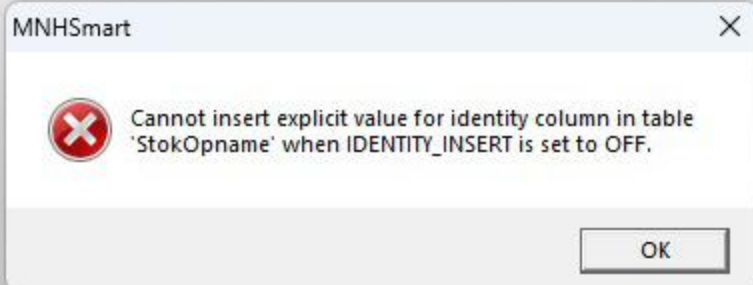 MNHSmart
Cannot insert explicit value for identity column in table
'StokOpname' when IDENTITY_INSERT is set to OFF.
OK